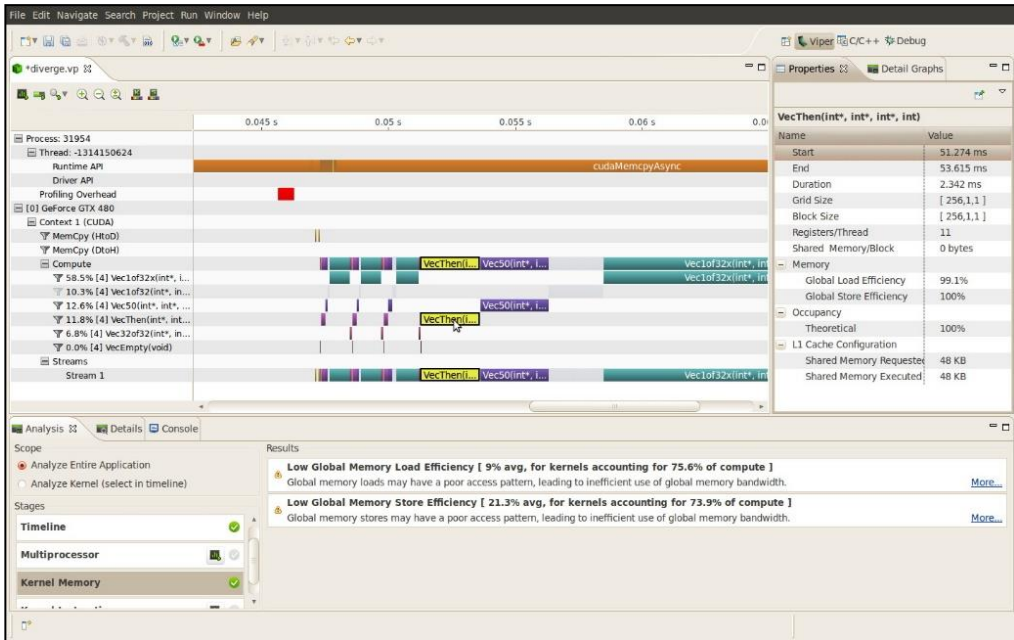 File Edit Navigate Search Project Run Window Help
Viper C/C++ Debug
*diverge.vp
0.045 s 0.05 s 0.055 s 0.06 s 0.0
Process: 31954
Thread: -1314150624
Runtime API cudaMemcpyAsync
Driver API
Profiling Overhead
[0] GeForce GTX 480
Context 1 (CUDA)
MemCpy (HtoD)
MemCpy (DtoH)
Compute VecThen(i... Vec50(int*, i... Vec1of32x(int*, int
58.5% [4] Vec1of32x(int*, i... Vec1of32x(int*, int
10.3% [4] Vec1of32(int*, in...
12.6% [4] Vec50(int*, int*, ... Vec50(int*, i...
11.8% [4] VecThen(int*, int... VecThen(i...
6.8% [4] Vec32of32(int*, in...
0.0% [4] VecEmpty(void)
Streams
Stream 1 VecThen(i... Vec50(int*, i... Vec1of32x(int*, int
Properties Detail Graphs
VecThen(int*, int*, int*, int)
Name Value
Start 51.274 ms
End 53.615 ms
Duration 2.342 ms
Grid Size [ 256,1,1 ]
Block Size [ 256,1,1 ]
Registers/Thread 11
Shared Memory/Block 0 bytes
Memory
Global Load Efficiency 99.1%
Global Store Efficiency 100%
Occupancy
Theoretical 100%
L1 Cache Configuration
Shared Memory Requested 48 KB
Shared Memory Executed 48 KB
Analysis Details Console
Scope
Analyze Entire Application
Analyze Kernel (select in timeline)
Stages
Timeline
Multiprocessor
Kernel Memory
Results
Low Global Memory Load Efficiency [ 9% avg, for kernels accounting for 75.6% of compute ]
Global memory loads may have a poor access pattern, leading to inefficient use of global memory bandwidth. More...
Low Global Memory Store Efficiency [ 21.3% avg, for kernels accounting for 73.9% of compute ]
Global memory stores may have a poor access pattern, leading to inefficient use of global memory bandwidth. More...